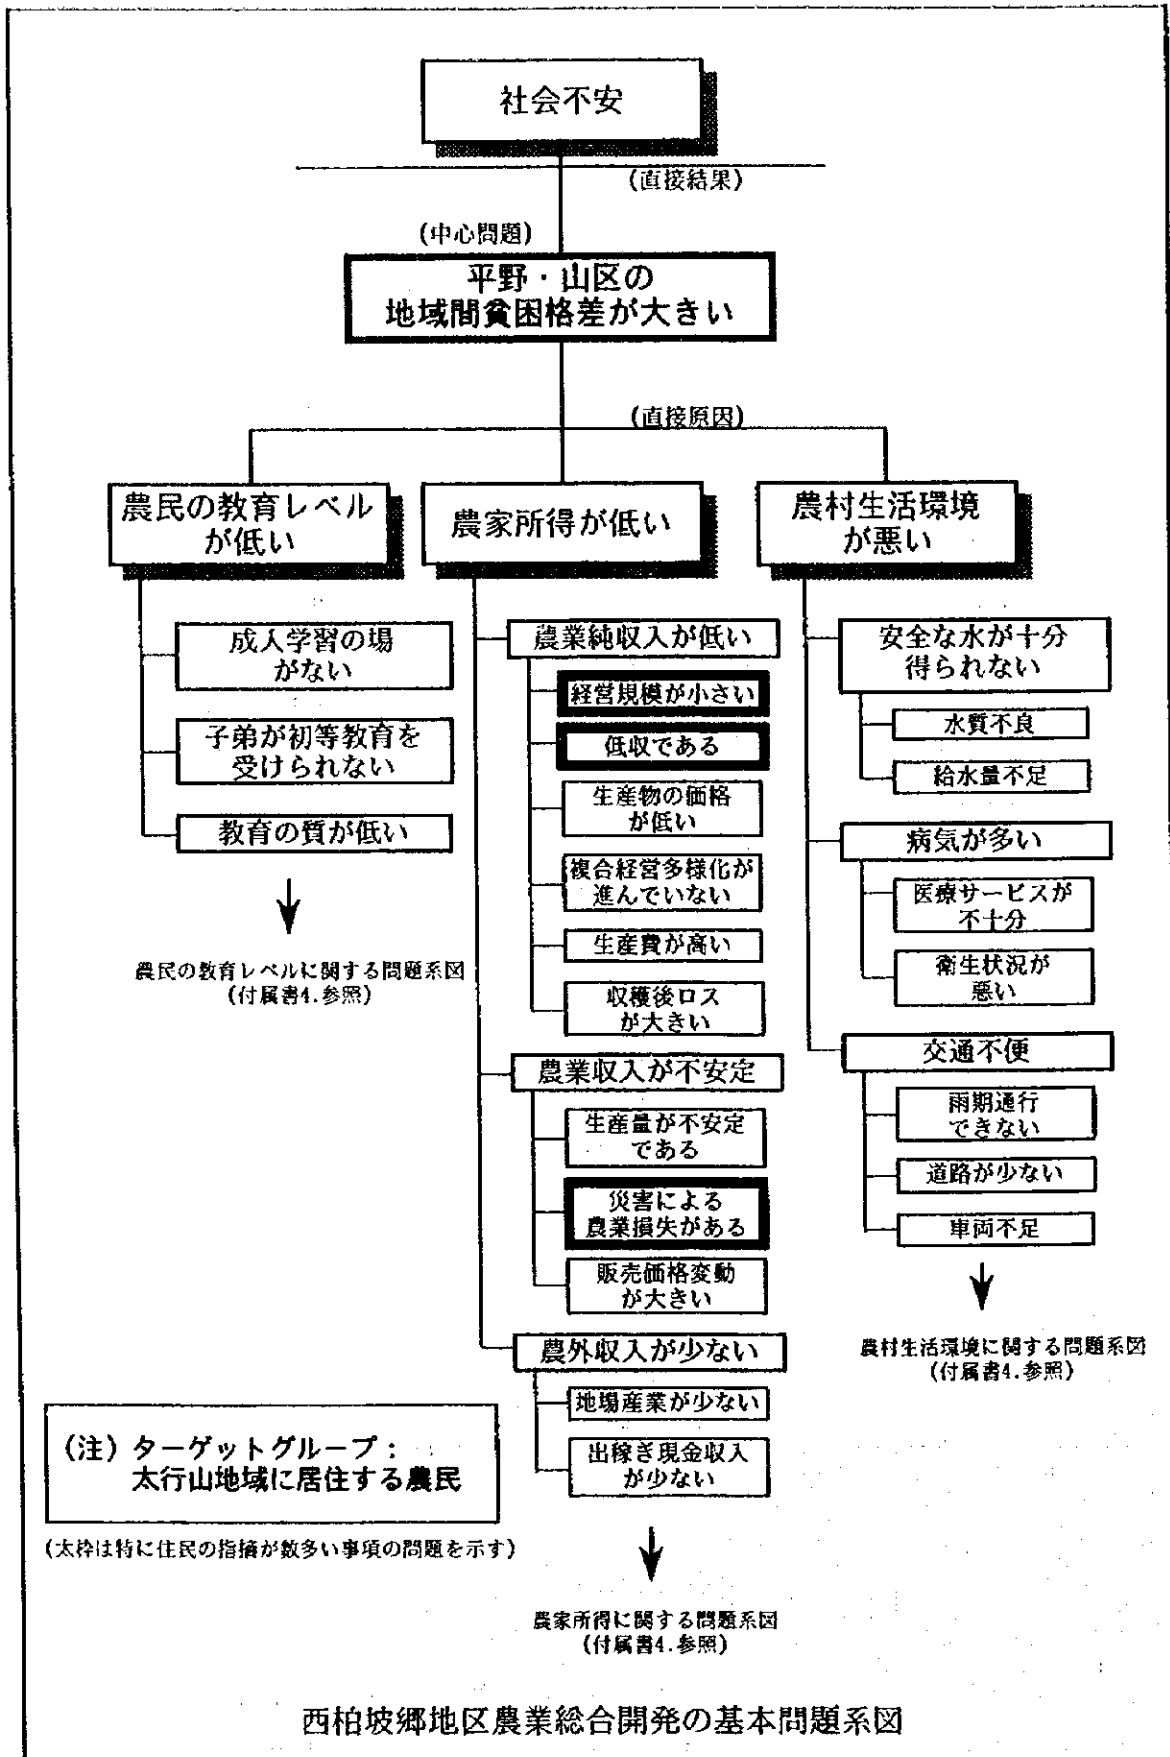 社会不安
(直接結果)
(中心問題)
平野・山区の
地域間貧困格差が大きい
(直接原因)
農民の教育レベル
が低い
成人学習の場
がない
子弟が初等教育を
受けられない
教育の質が低い
農民の教育レベルに関する問題系図
(付属書4.参照)
農家所得が低い
農業純収入が低い
経営規模が小さい
低収である
生産物の価格
が低い
複合経営多様化が
進んでいない
生産費が高い
収穫後ロス
が大きい
農業収入が不安定
生産量が不安定
である
災害による
農業損失がある
販売価格変動
が大きい
農外収入が少ない
地場産業が少ない
出稼ぎ現金収入
が少ない
農家所得に関する問題系図
(付属書4.参照)
農村生活環境
が悪い
安全な水が十分
得られない
水質不良
給水量不足
病気が多い
医療サービスが
不十分
衛生状況が
悪い
交通不便
雨期通行
できない
道路が少ない
車両不足
農村生活環境に関する問題系図
(付属書4.参照)
(注) ターゲットグループ：
太行山地域に居住する農民
(太枠は特に住民の指摘が数多い事項の問題を示す)
西柏坡郷地区農業総合開発の基本問題系図